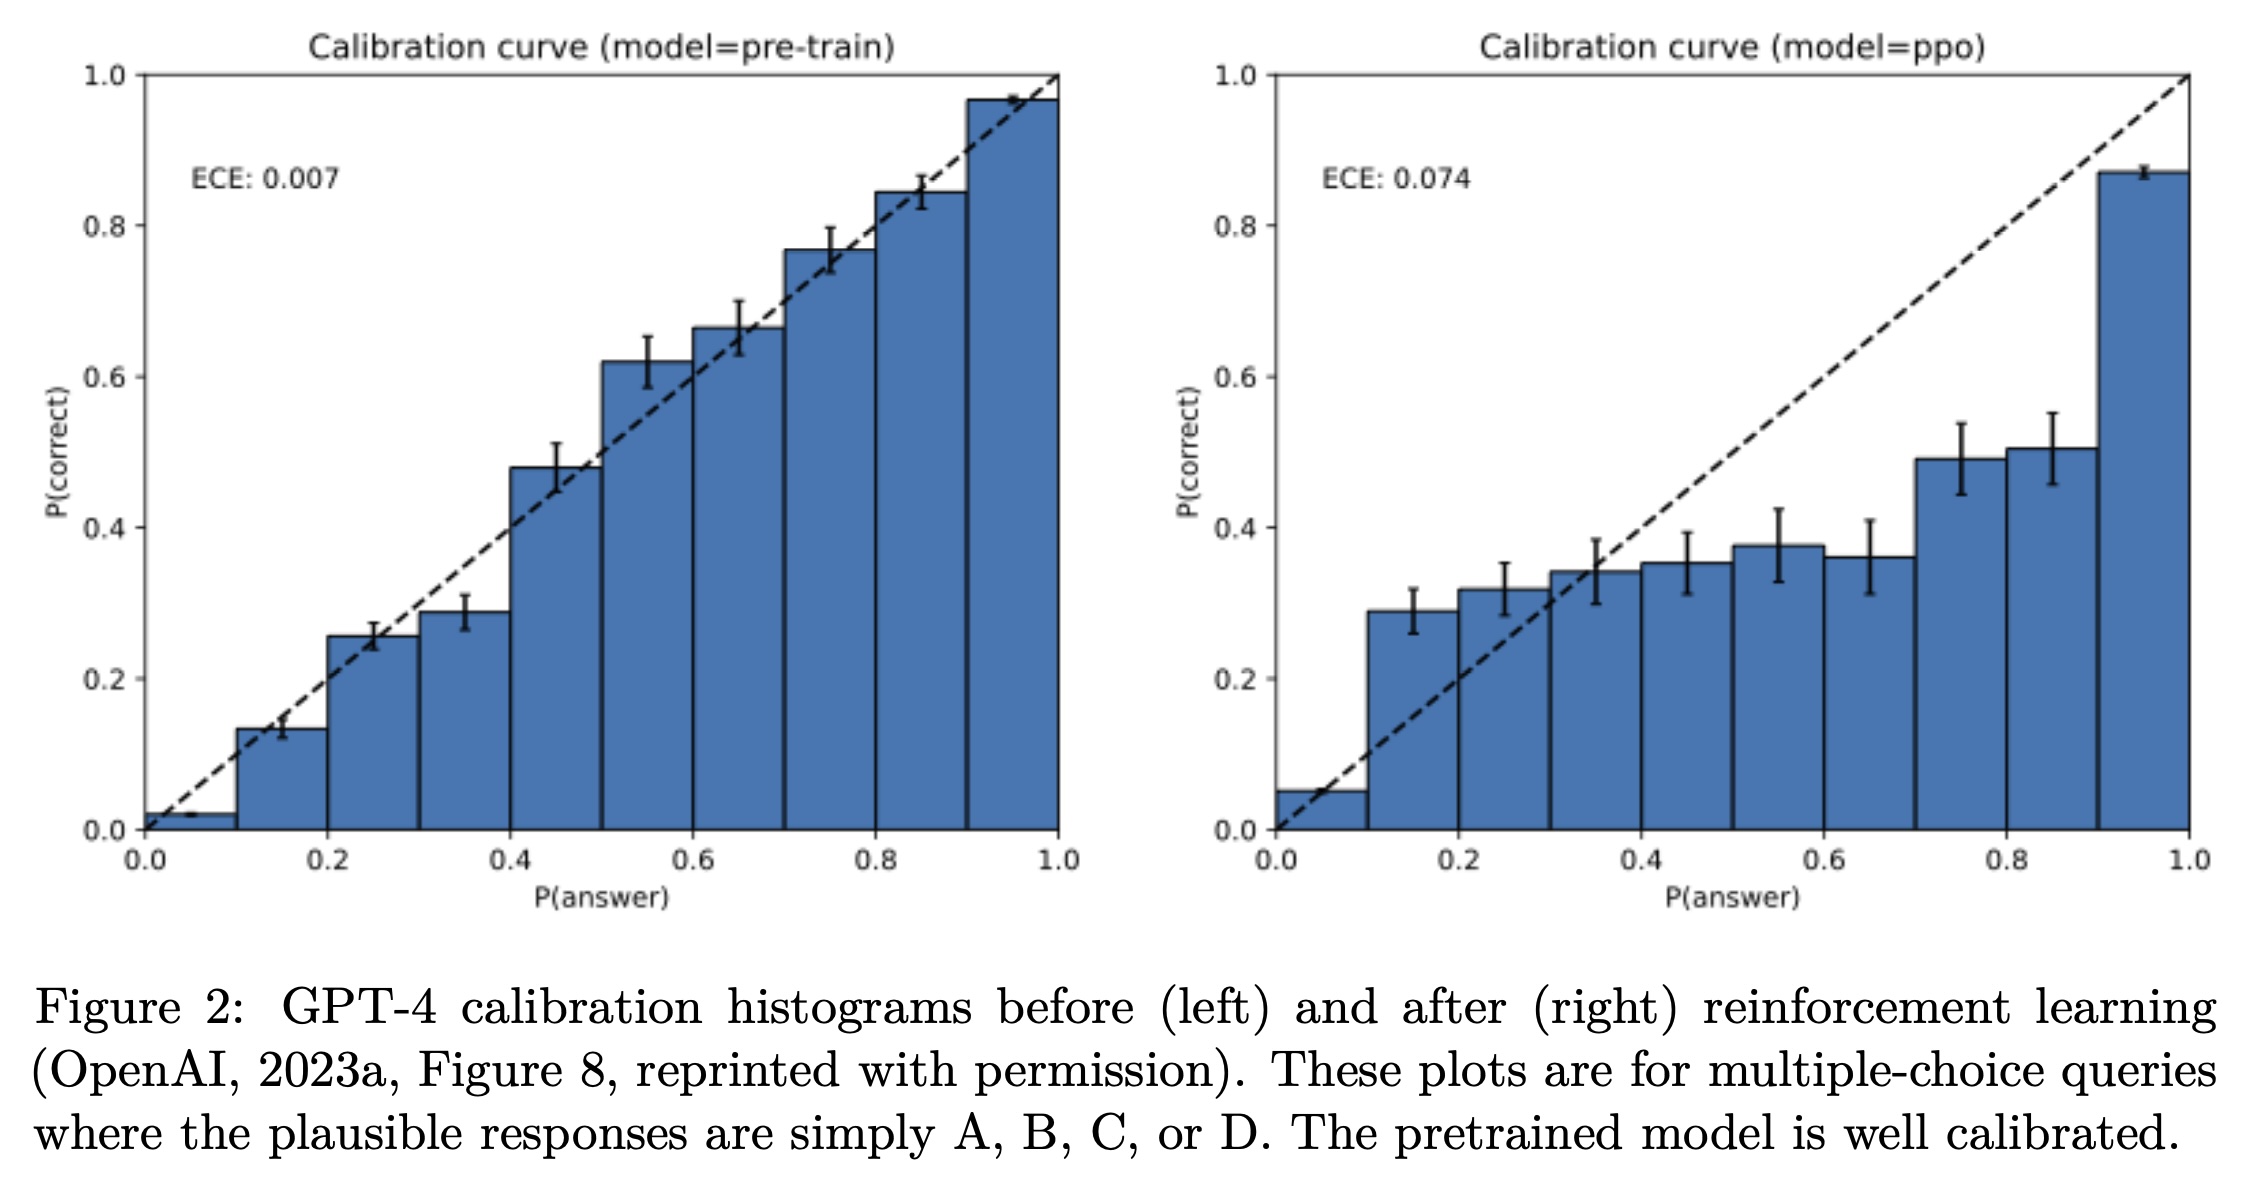 Calibration curve (model=pre-train)
1.0
0.8
0.6
0.4
0.2
0.0
P(correct)
ECE: 0.007
0.0 0.2 0.4 0.6 0.8 1.0
P(answer)
Calibration curve (model=ppo)
1.0
0.8
0.6
0.4
0.2
0.0
P(correct)
ECE: 0.074
0.0 0.2 0.4 0.6 0.8 1.0
P(answer)
Figure 2: GPT-4 calibration histograms before (left) and after (right) reinforcement learning
(OpenAI, 2023a, Figure 8, reprinted with permission). These plots are for multiple-choice queries
where the plausible responses are simply A, B, C, or D. The pretrained model is well calibrated.